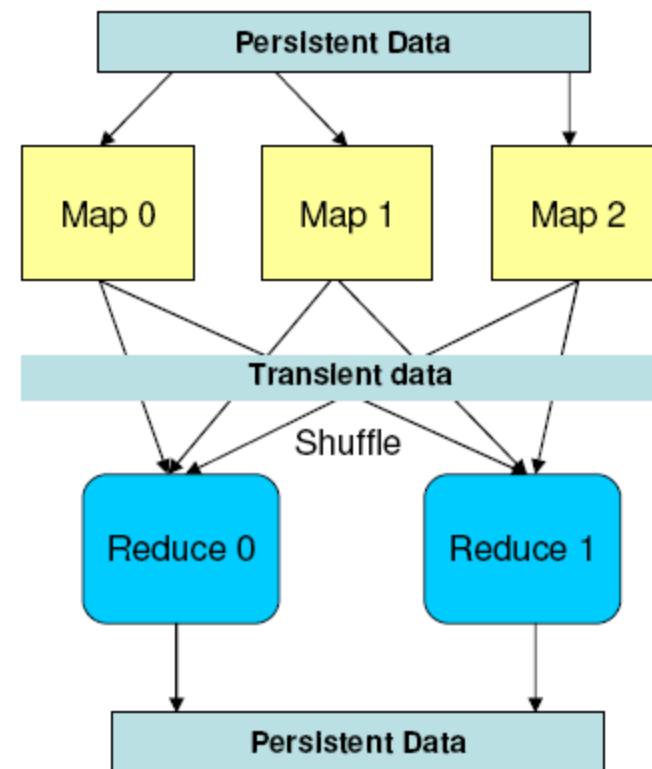 Persistent Data
Map 0
Map 1
Map 2
Transient data
Shuffle
Reduce 0
Reduce 1
Persistent Data